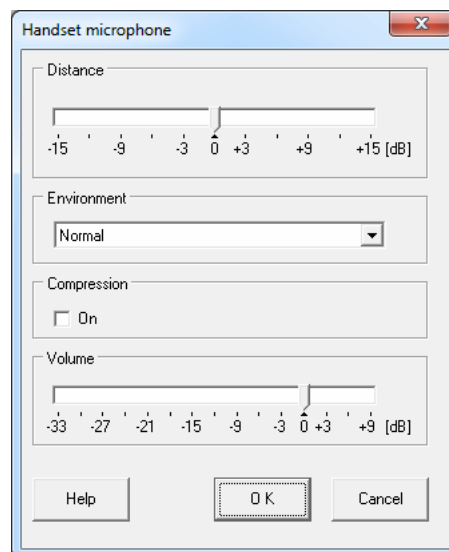 Handset microphone
Distance
-15 -9 -3 0 +3 +9 +15 [dB]
Environment
Normal
Compression
On
Volume
-33 -27 -21 -15 -9 -3 0 +3 +9 [dB]
Help O K Cancel